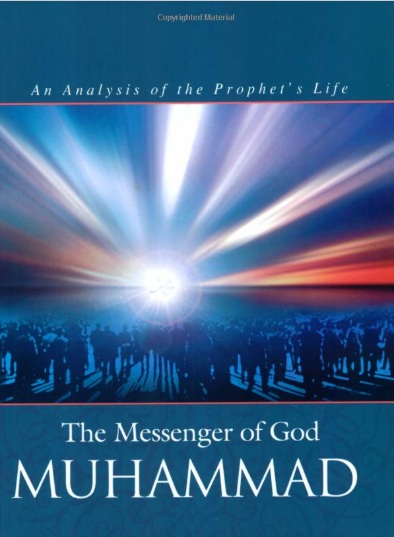 Copyrighted Material
An Analysis of the Prophet's Life
The Messenger of God
MUHAMMAD